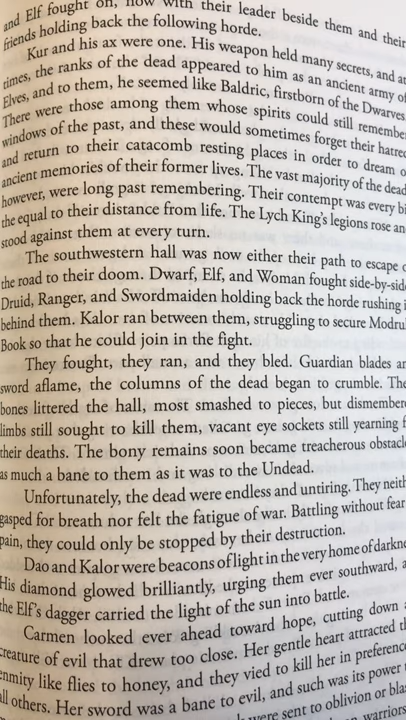 and Elf fought on, now with their leader beside them and their
friends holding back the following horde.
Kur and his ax were one. His weapon held many secrets, and at
times, the ranks of the dead appeared to him as an ancient army of
Elves, and to them, he seemed like Baldric, firstborn of the Dwarves.
There were those among them whose spirits could still remember
windows of the past, and these would sometimes forget their hatred
and return to their catacomb resting places in order to dream o
ancient memories of their former lives. The vast majority of the dead
however, were long past remembering. Their contempt was every bi
the equal to their distance from life. The Lych King's legions rose an
stood against them at every turn.
The southwestern hall was now either their path to escape o
the road to their doom. Dwarf, Elf, and Woman fought side-by-side
Druid, Ranger, and Swordmaiden holding back the horde rushing i
behind them. Kalor ran between them, struggling to secure Modru
Book so that he could join in the fight.
They fought, they ran, and they bled. Guardian blades an
sword aflame, the columns of the dead began to crumble. The
bones littered the hall, most smashed to pieces, but dismembere
limbs still sought to kill them, vacant eye sockets still yearning f
their deaths. The bony remains soon became treacherous obstacle
as much a bane to them as it was to the Undead.
Unfortunately, the dead were endless and untiring. They neith
gasped for breath nor felt the fatigue of war. Battling without fear
pain, they could only be stopped by their destruction.
Dao and Kalor were beacons of light in the very home of darkne
His diamond glowed brilliantly, urging them ever southward, a
the Elf's dagger carried the light of the sun into battle.
Carmen looked ever ahead toward hope, cutting down
creature of evil that drew too close. Her gentle heart attracted th
enmity like flies to honey, and they vied to kill her in preference
all others. Her sword was a bane to evil, and such was its power
were sent to oblivion or bla
warriors